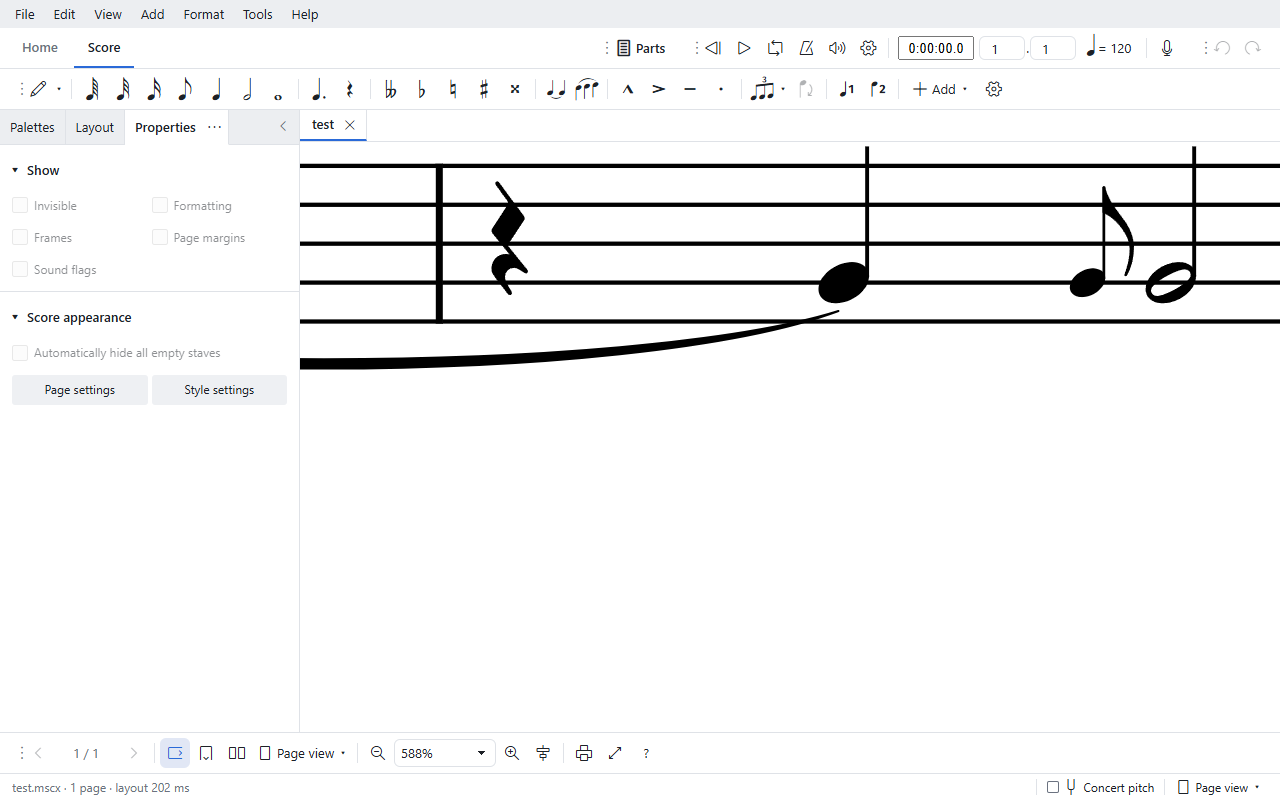 File Edit View Add Format Tools Help
Home Score Parts 0:00:00.0 1 . 1 = 120
3 1 2 Add
Palettes Layout Properties ··· test
Show
Invisible Formatting
Frames Page margins
Sound flags
Score appearance
Automatically hide all empty staves
Page settings Style settings
1 / 1 Page view 588% ?
test.mscx · 1 page · layout 202 ms Concert pitch Page view